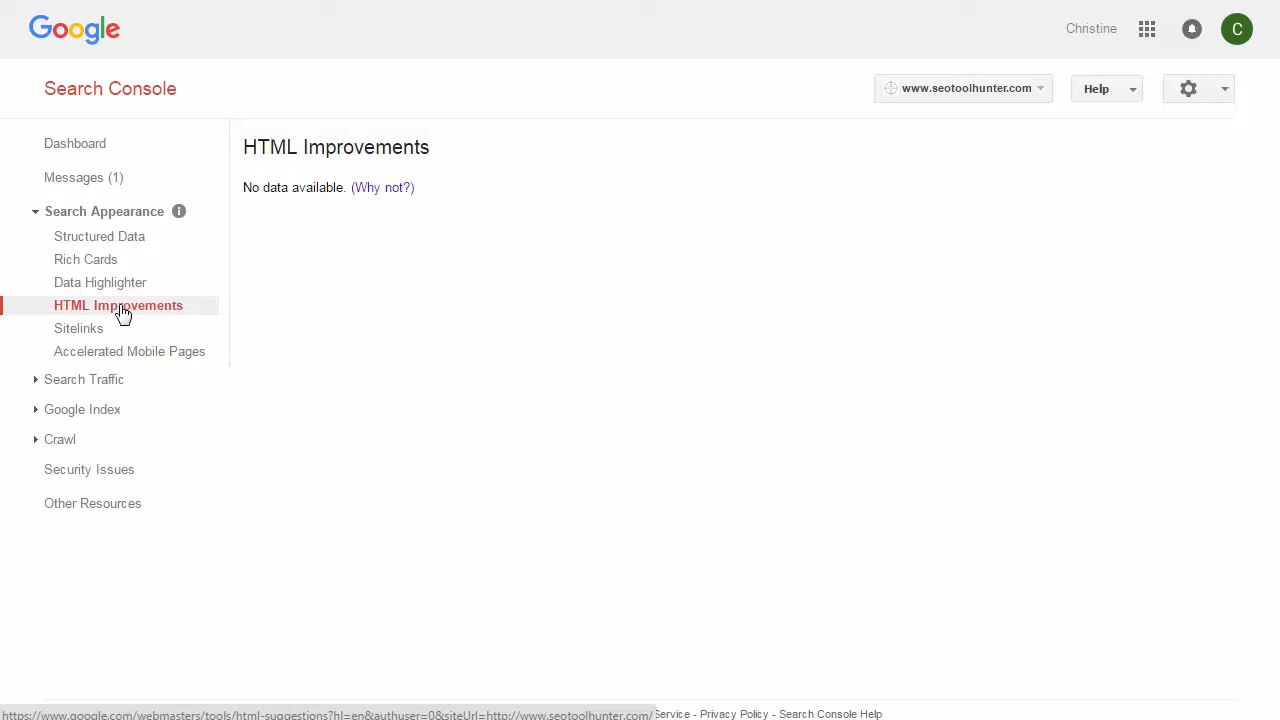 Google
Christine
C
Search Console
www.seotoolhunter.com
Help
Dashboard
Messages (1)
Search Appearance
i
Structured Data
Rich Cards
Data Highlighter
HTML Improvements
Sitelinks
Accelerated Mobile Pages
Search Traffic
Google Index
Crawl
Security Issues
Other Resources
HTML Improvements
No data available. (Why not?)
https://www.google.com/webmasters/tools/html-suggestions?hl=en&authuser=0&siteUrl=http://www.seotoolhunter.com/
Service - Privacy Policy - Search Console Help